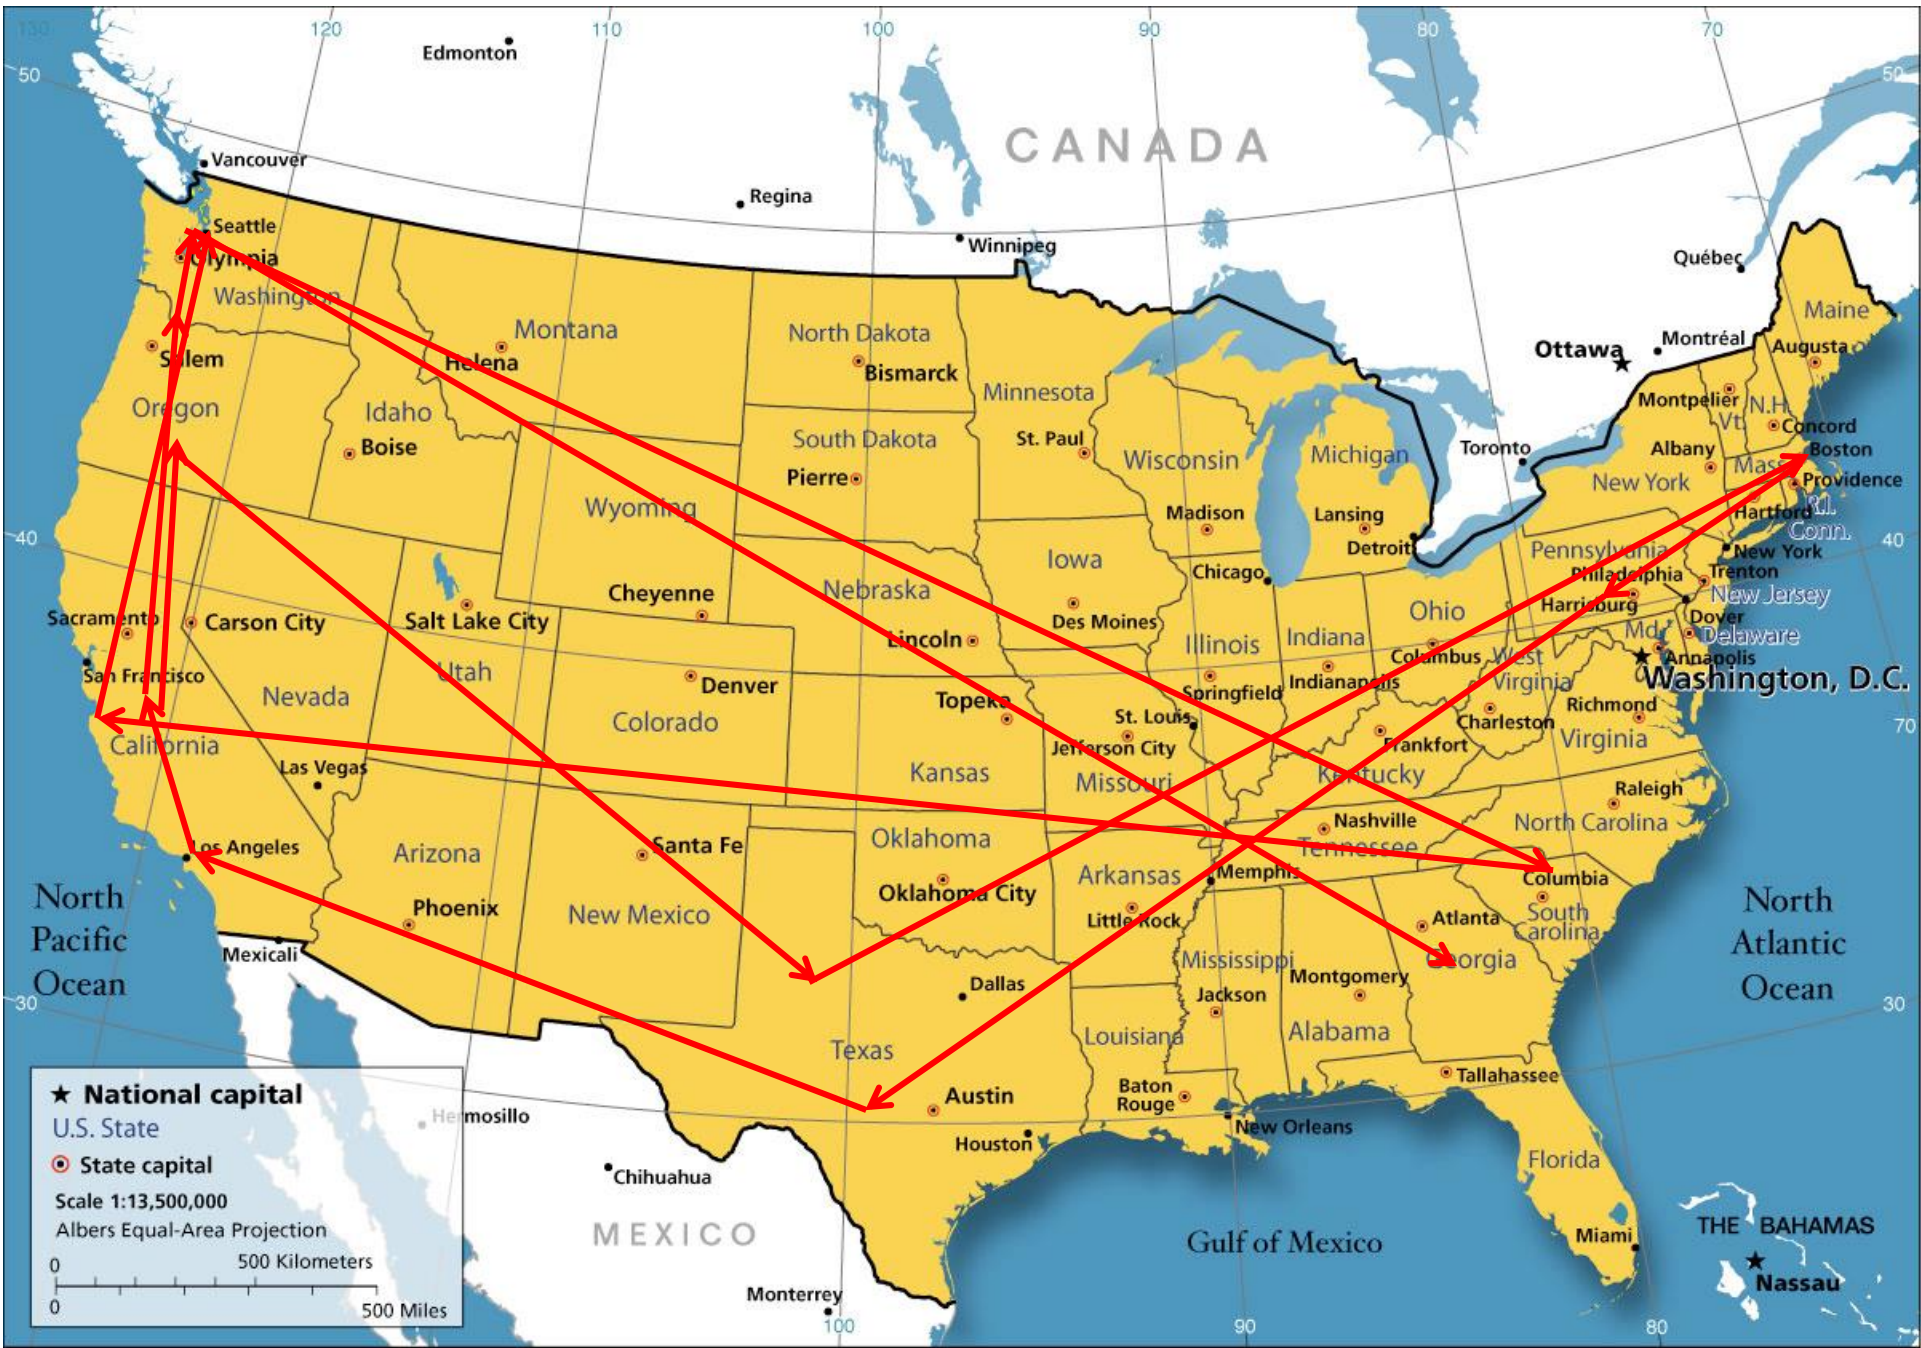 130
120
110
100
90
80
70
50
50
Edmonton
CANADA
Vancouver
Regina
Winnipeg
Seattle
Olympia
Washington
Québec
Maine
Montana
North Dakota
Ottawa
Montréal
Augusta
Salem
Helena
Bismarck
Minnesota
Montpelier
Vt.
N.H.
Oregon
Idaho
Boise
South Dakota
St. Paul
Wisconsin
Michigan
Toronto
Albany
Concord
Boston
Mass.
Pierre
New York
Providence
Wyoming
Madison
Lansing
Hartford
R.I.
Conn.
40
Detroit
40
Iowa
Pennsylvania
New York
Chicago
Philadelphia
Trenton
Cheyenne
Nebraska
Ohio
Harrisburg
New Jersey
Sacramento
Carson City
Salt Lake City
Des Moines
Dover
Lincoln
Illinois
Indiana
Md.
Delaware
San Francisco
Utah
Columbus
West
Virginia
Annapolis
Nevada
Denver
Topeka
Springfield
Indianapolis
Washington, D.C.
Colorado
St. Louis
Charleston
Richmond
70
California
Jefferson City
Frankfort
Virginia
Las Vegas
Kansas
Missouri
Kentucky
Raleigh
Los Angeles
Arizona
Santa Fe
Oklahoma
Nashville
Tennessee
North Carolina
Memphis
Columbia
Arkansas
Oklahoma City
North
Pacific
Ocean
Phoenix
New Mexico
Little Rock
Atlanta
South
Carolina
North
Atlantic
Ocean
Mexicali
Mississippi
Georgia
Dallas
Montgomery
Jackson
30
30
Texas
Louisiana
Alabama
Austin
Baton
Rouge
Tallahassee
Hermosillo
Houston
New Orleans
Chihuahua
Florida
MEXICO
Gulf of Mexico
Miami
THE BAHAMAS
Nassau
Monterrey
100
90
80
National capital
U.S. State
State capital
Scale 1:13,500,000
Albers Equal-Area Projection
0 500 Kilometers
0 500 Miles